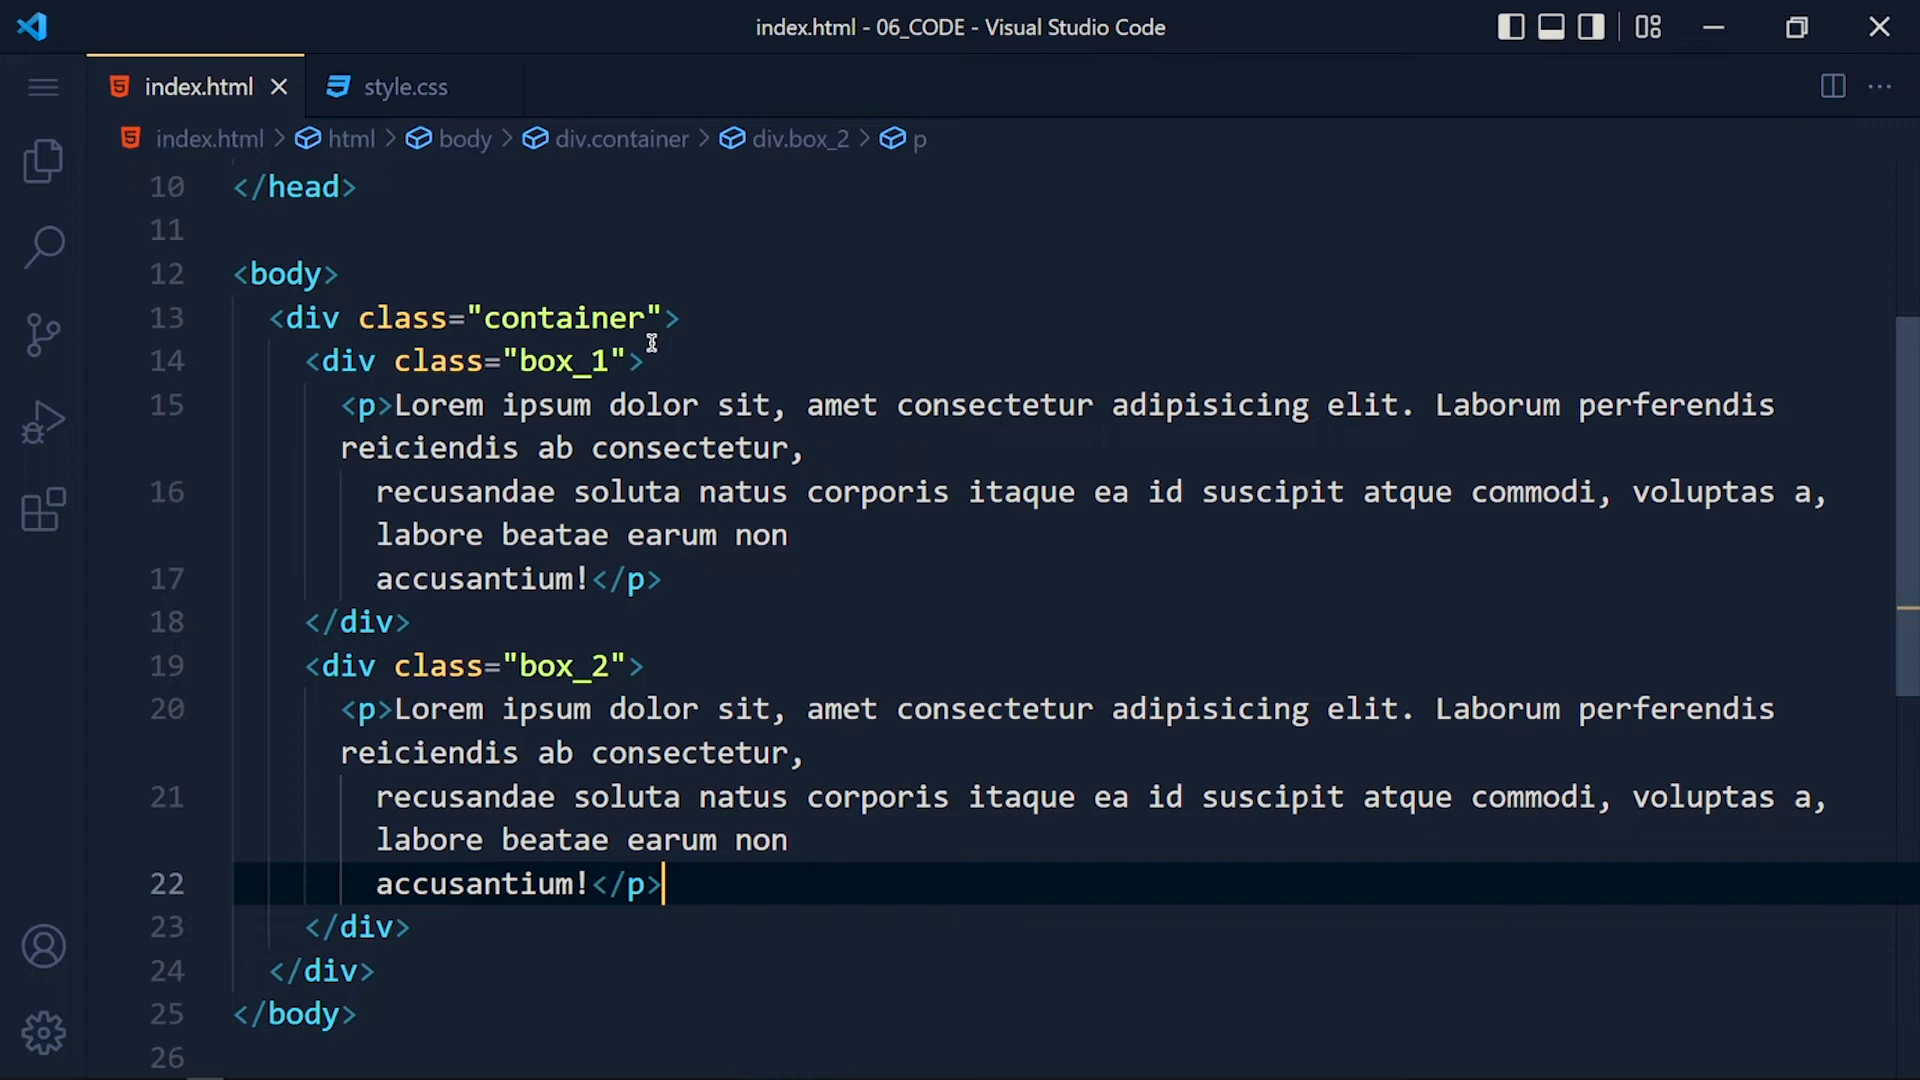 index.html - 06_CODE - Visual Studio Code
index.html style.css
index.html > html > body > div.container > div.box_2 > p
10 </head>
11
12 <body>
13 <div class="container">
14 <div class="box_1">
15 <p>Lorem ipsum dolor sit, amet consectetur adipisicing elit. Laborum perferendis
reiciendis ab consectetur,
16 recusandae soluta natus corporis itaque ea id suscipit atque commodi, voluptas a,
labore beatae earum non
17 accusantium!</p>
18 </div>
19 <div class="box_2">
20 <p>Lorem ipsum dolor sit, amet consectetur adipisicing elit. Laborum perferendis
reiciendis ab consectetur,
21 recusandae soluta natus corporis itaque ea id suscipit atque commodi, voluptas a,
labore beatae earum non
22 accusantium!</p>
23 </div>
24 </div>
25 </body>
26